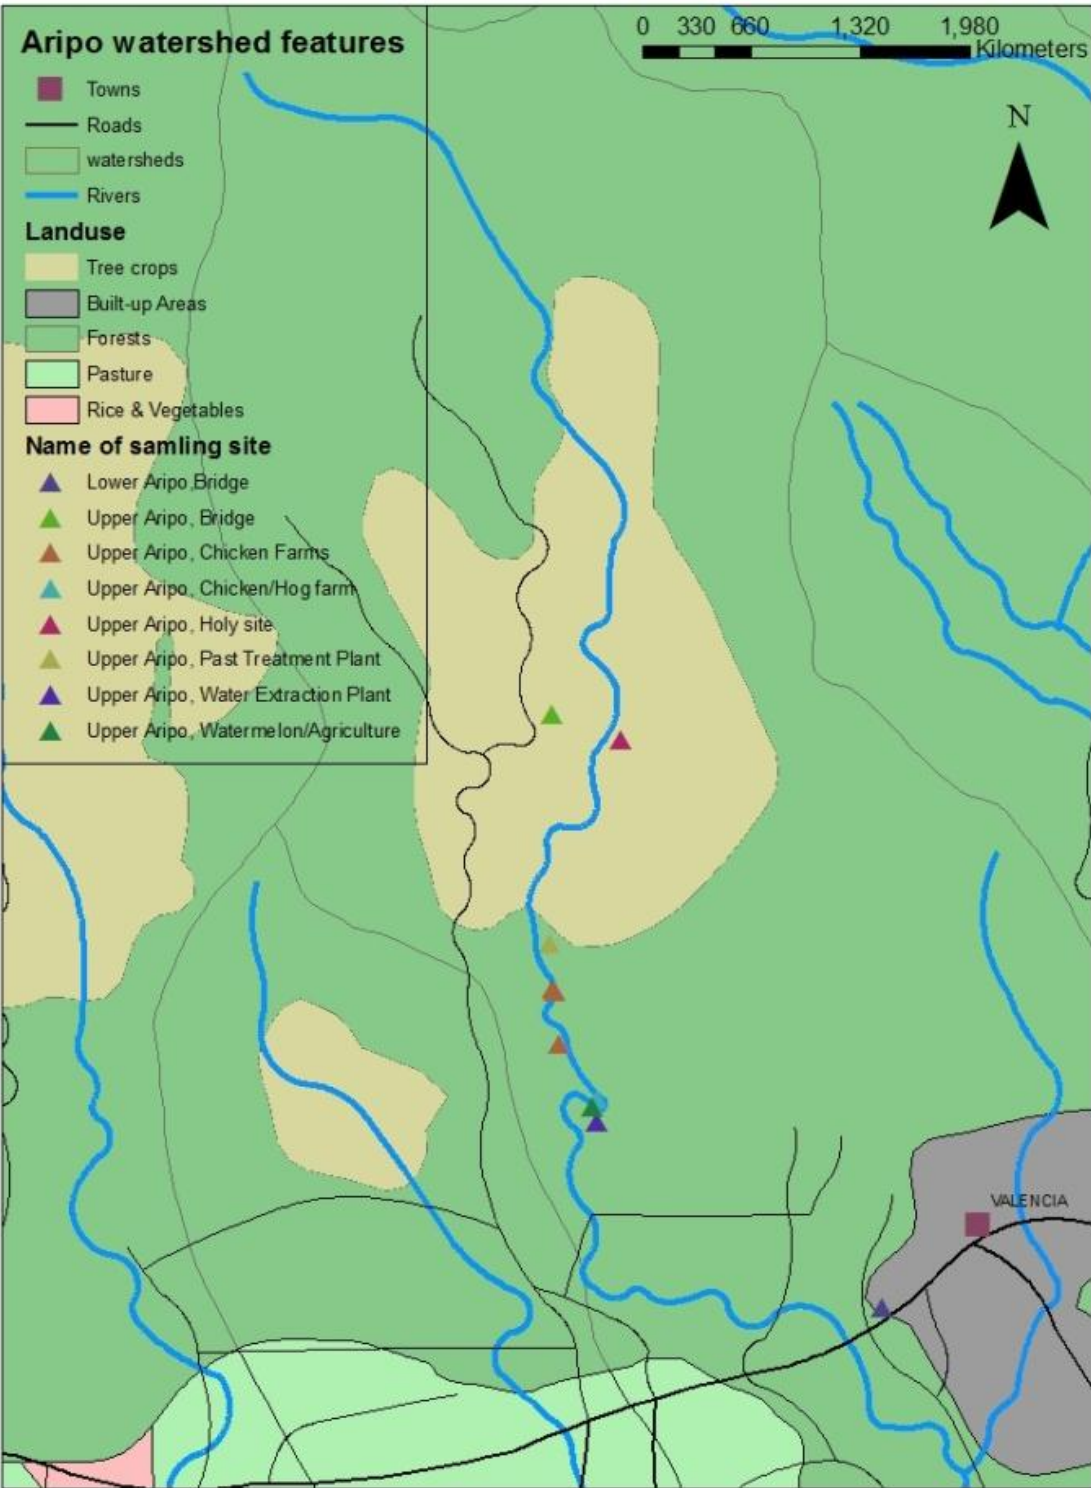 Aripo watershed features
Towns
Roads
watersheds
Rivers
Landuse
Tree crops
Built-up Areas
Forests
Pasture
Rice & Vegetables
Name of samling site
Lower Aripo,Bridge
Upper Aripo, Bridge
Upper Aripo, Chicken Farms
Upper Aripo, Chicken/Hog farm
Upper Aripo, Holy site
Upper Aripo, Past Treatment Plant
Upper Aripo, Water Extraction Plant
Upper Aripo, Watermelon/Agriculture
0 330 660 1,320 1,980
Kilometers
N
VALENCIA